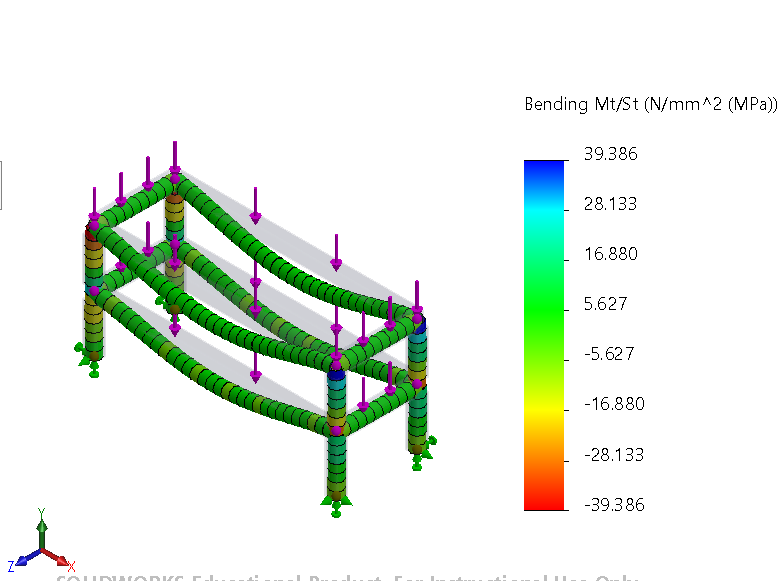 Bending Mt/St (N/mm^2 (MPa))
39.386
28.133
16.880
5.627
-5.627
-16.880
-28.133
-39.386
Y
Z
X
SOLIDWORKS Educational Product. For Instructional Use Only.